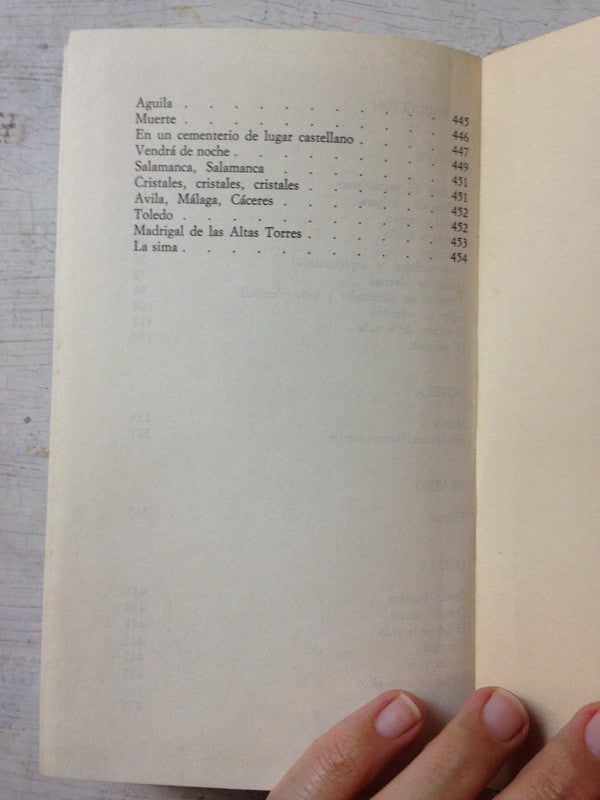 Aguila . . . . . . . . . . . 445
Muerte . . . . . . . . . . . 446
En un cementerio de lugar castellano . . . . 447
Vendrá de noche . . . . . . . . . 449
Salamanca, Salamanca . . . . . . . 451
Cristales, cristales, cristales . . . . . . 451
Avila, Málaga, Cáceres . . . . . . . 452
Toledo . . . . . . . . . . . 452
Madrigal de las Altas Torres . . . . . . 453
La sima . . . . . . . . . . . 454